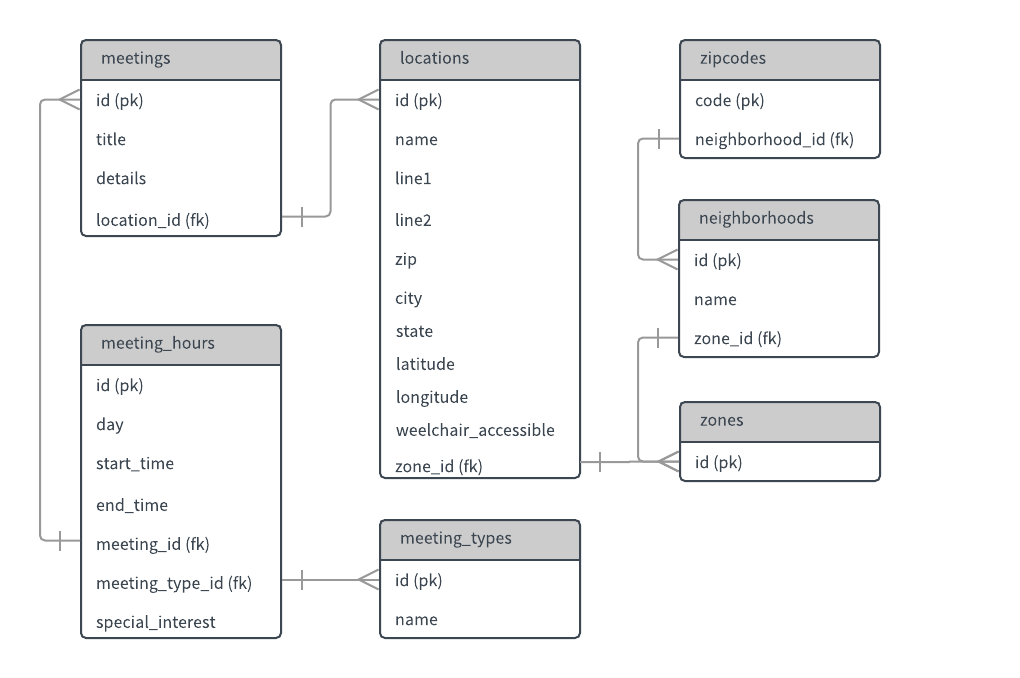 meetings
id (pk)
title
details
location_id (fk)
meeting_hours
id (pk)
day
start_time
end_time
meeting_id (fk)
meeting_type_id (fk)
special_interest
locations
id (pk)
name
line1
line2
zip
city
state
latitude
longitude
weelchair_accessible
zone_id (fk)
meeting_types
id (pk)
name
zipcodes
code (pk)
neighborhood_id (fk)
neighborhoods
id (pk)
name
zone_id (fk)
zones
id (pk)